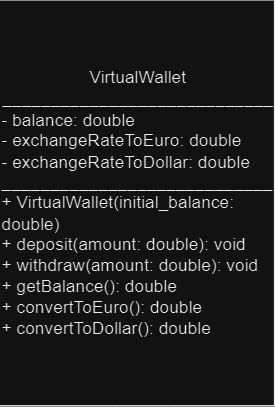 VirtualWallet
- balance: double
- exchangeRateToEuro: double
- exchangeRateToDollar: double
+ VirtualWallet(initial_balance:
double)
+ deposit(amount: double): void
+ withdraw(amount: double): void
+ getBalance(): double
+ convertToEuro(): double
+ convertToDollar(): double